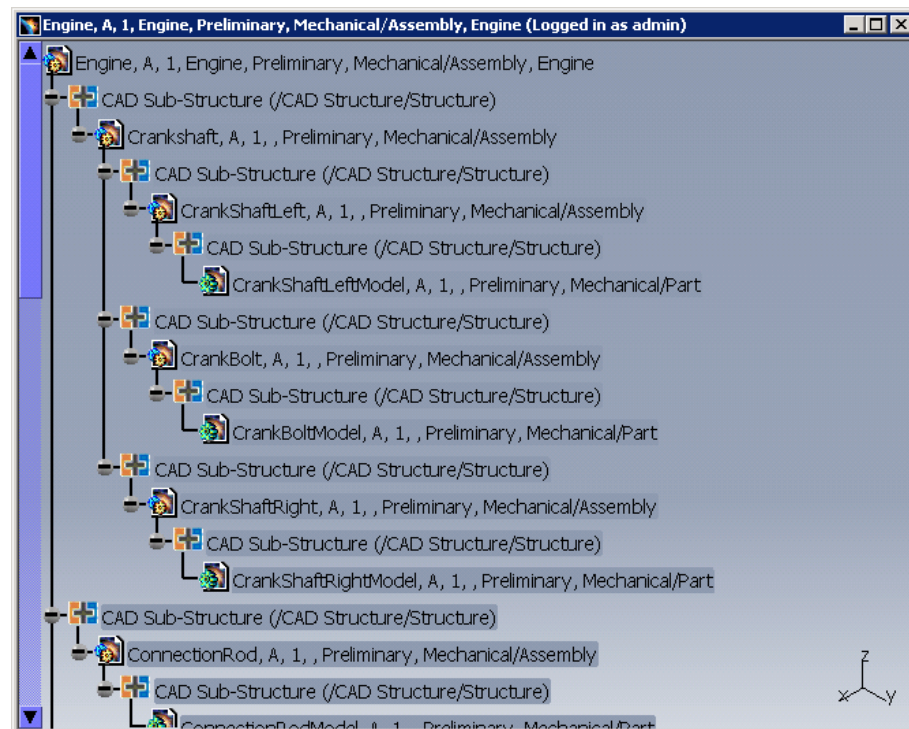 Engine, A, 1, Engine, Preliminary, Mechanical/Assembly, Engine (Logged in as admin)
Engine, A, 1, Engine, Preliminary, Mechanical/Assembly, Engine
CAD Sub-Structure (/CAD Structure/Structure)
Crankshaft, A, 1, , Preliminary, Mechanical/Assembly
CAD Sub-Structure (/CAD Structure/Structure)
CrankShaftLeft, A, 1, , Preliminary, Mechanical/Assembly
CAD Sub-Structure (/CAD Structure/Structure)
CrankShaftLeftModel, A, 1, , Preliminary, Mechanical/Part
CAD Sub-Structure (/CAD Structure/Structure)
CrankBolt, A, 1, , Preliminary, Mechanical/Assembly
CAD Sub-Structure (/CAD Structure/Structure)
CrankBoltModel, A, 1, , Preliminary, Mechanical/Part
CAD Sub-Structure (/CAD Structure/Structure)
CrankShaftRight, A, 1, , Preliminary, Mechanical/Assembly
CAD Sub-Structure (/CAD Structure/Structure)
CrankShaftRightModel, A, 1, , Preliminary, Mechanical/Part
CAD Sub-Structure (/CAD Structure/Structure)
ConnectionRod, A, 1, , Preliminary, Mechanical/Assembly
CAD Sub-Structure (/CAD Structure/Structure)
ConnectionRodModel, A, 1, , Preliminary, Mechanical/Part
z
x
y